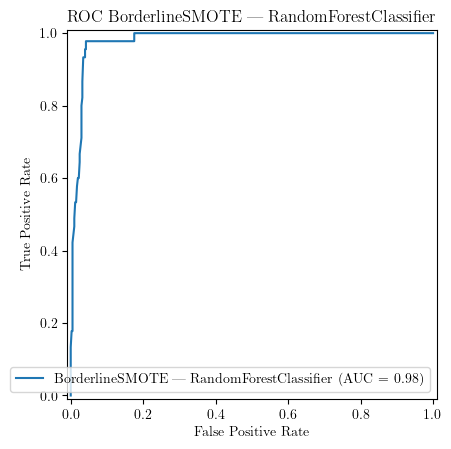 ROC BorderlineSMOTE — RandomForestClassifier
1.0
0.8
0.6
0.4
0.2
0.0
True Positive Rate
BorderlineSMOTE — RandomForestClassifier (AUC = 0.98)
0.0 0.2 0.4 0.6 0.8 1.0
False Positive Rate